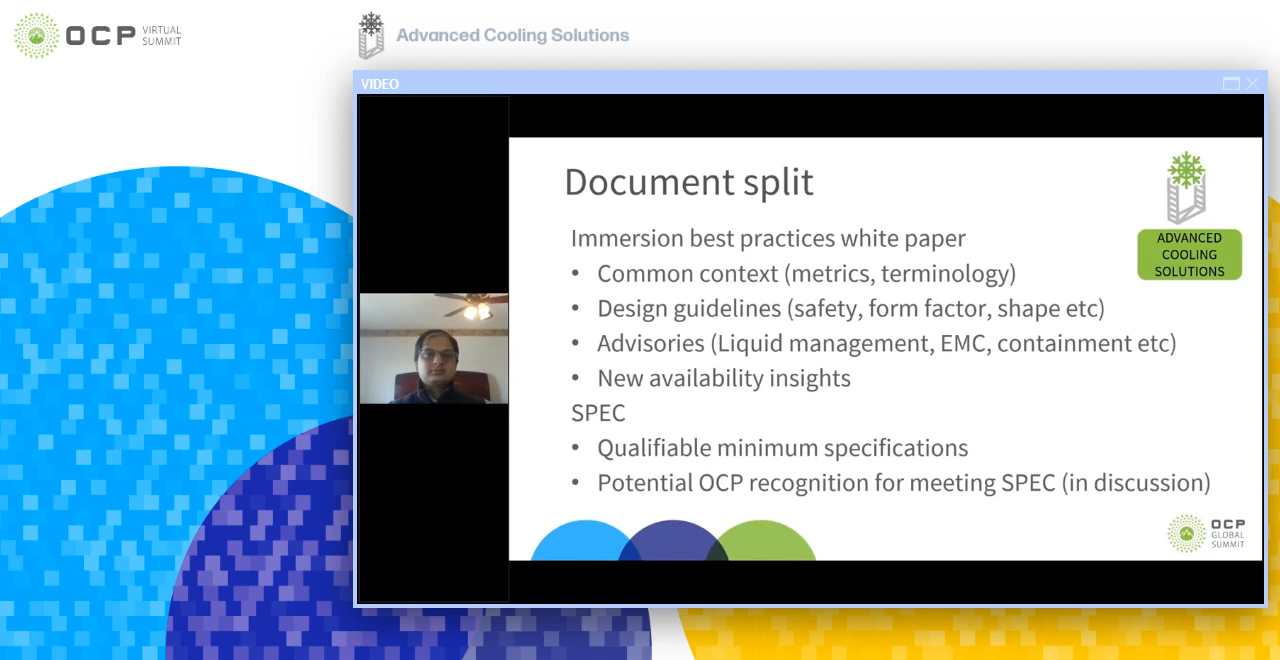 OCP VIRTUAL
SUMMIT
Advanced Cooling Solutions
VIDEO
Document split
ADVANCED
COOLING
SOLUTIONS
Immersion best practices white paper
• Common context (metrics, terminology)
• Design guidelines (safety, form factor, shape etc)
• Advisories (Liquid management, EMC, containment etc)
• New availability insights
SPEC
• Qualifiable minimum specifications
• Potential OCP recognition for meeting SPEC (in discussion)
OCP
GLOBAL
SUMMIT